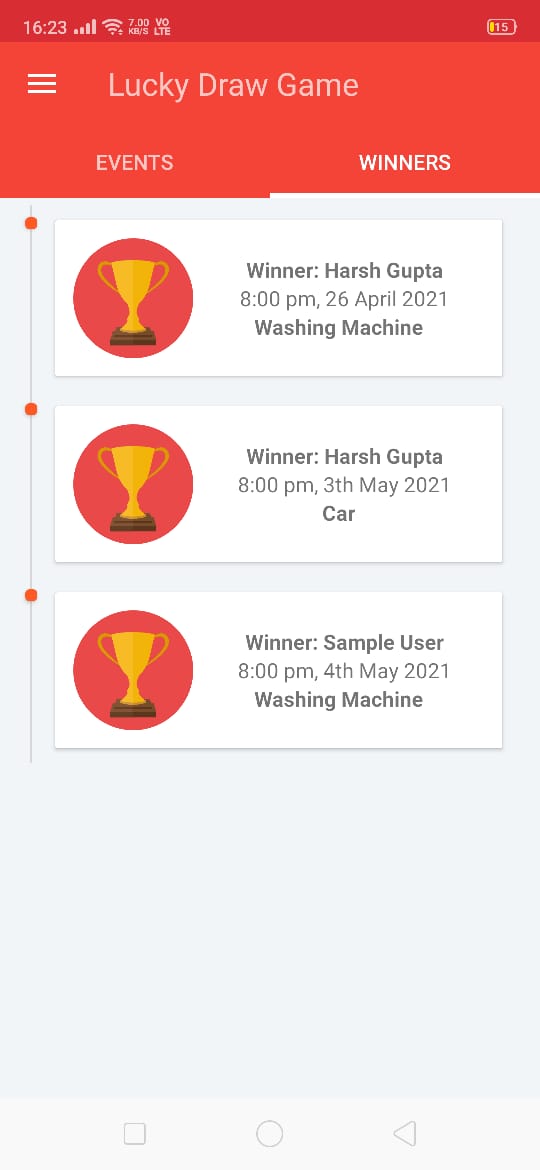 16:23 7.00 KB/S VO LTE 15
Lucky Draw Game
EVENTS WINNERS
Winner: Harsh Gupta
8:00 pm, 26 April 2021
Washing Machine
Winner: Harsh Gupta
8:00 pm, 3th May 2021
Car
Winner: Sample User
8:00 pm, 4th May 2021
Washing Machine